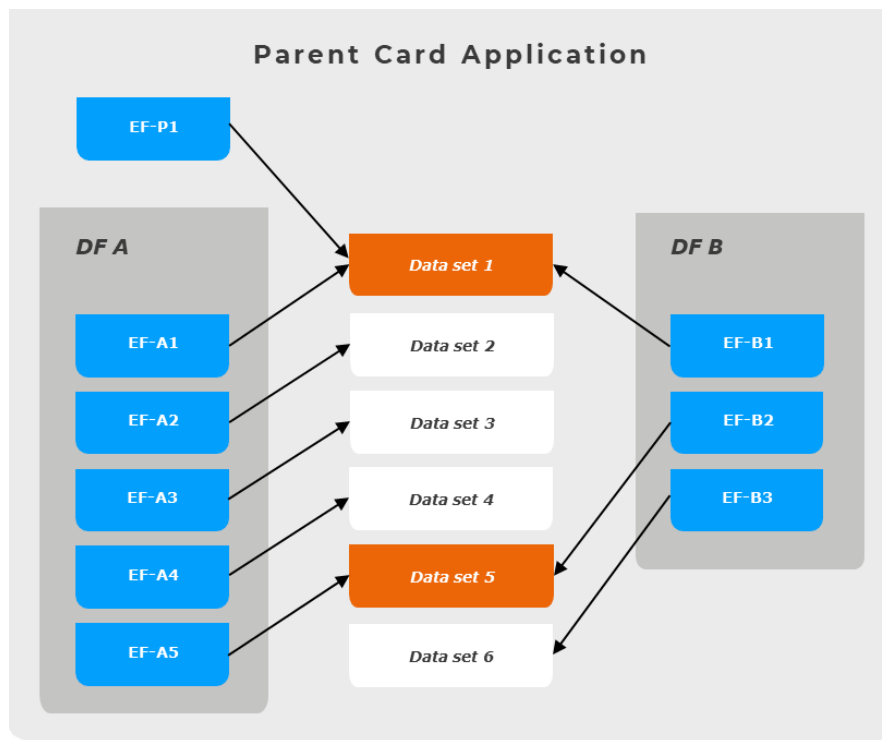 Parent Card Application
EF-P1
DF A
EF-A1
EF-A2
EF-A3
EF-A4
EF-A5
Data set 1
Data set 2
Data set 3
Data set 4
Data set 5
Data set 6
DF B
EF-B1
EF-B2
EF-B3